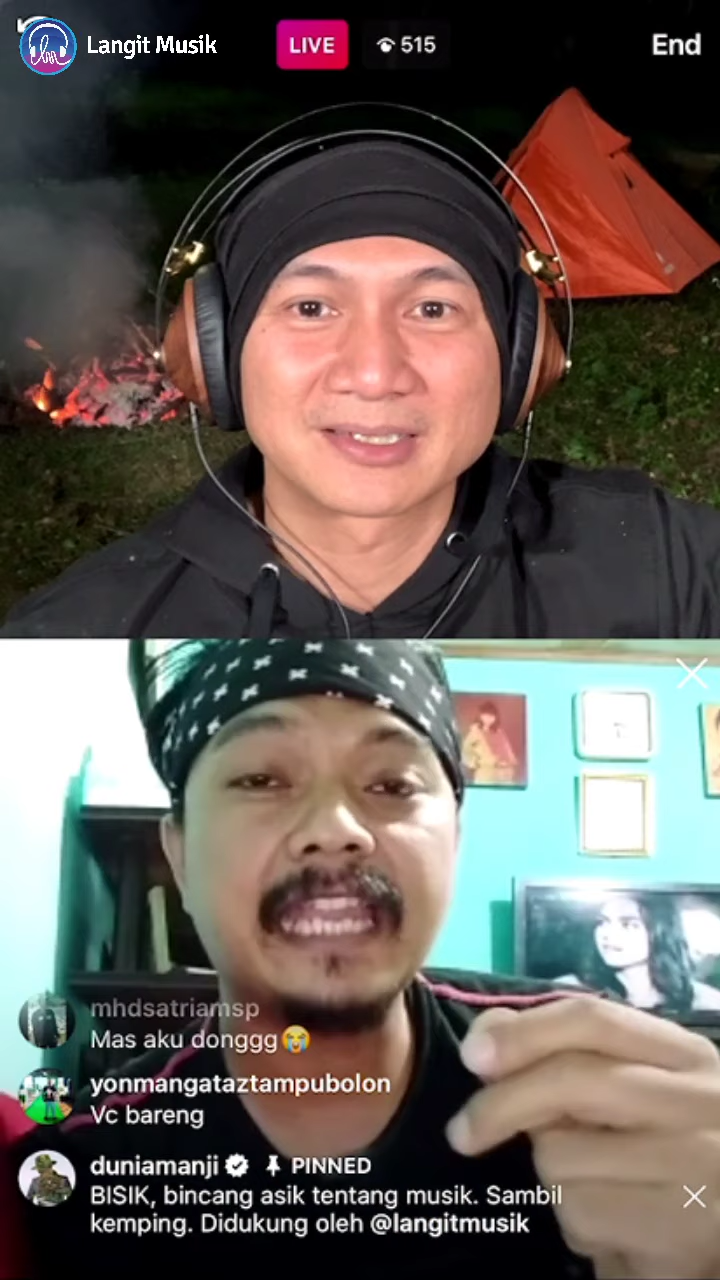 Langit Musik
LIVE
515
End
mhdsatriamsp
Mas aku donggg😭
yonmangataztampubolon
Vc bareng
duniamanji PINNED
BISIK, bincang asik tentang musik. Sambil
kemping. Didukung oleh @langitmusik